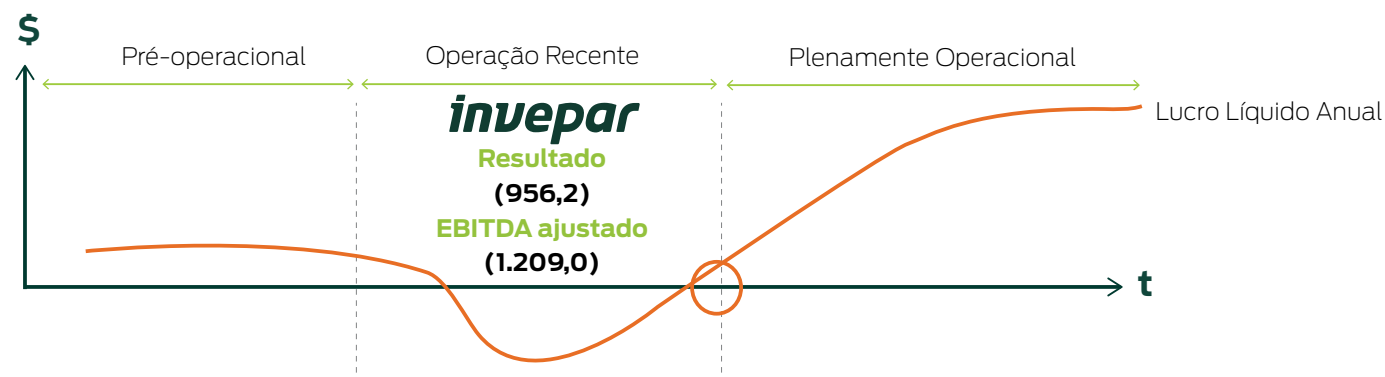 $
Pré-operacional
Operação Recente
Plenamente Operacional
invepar
Lucro Líquido Anual
Resultado
(956,2)
EBITDA ajustado
(1.209,0)
t